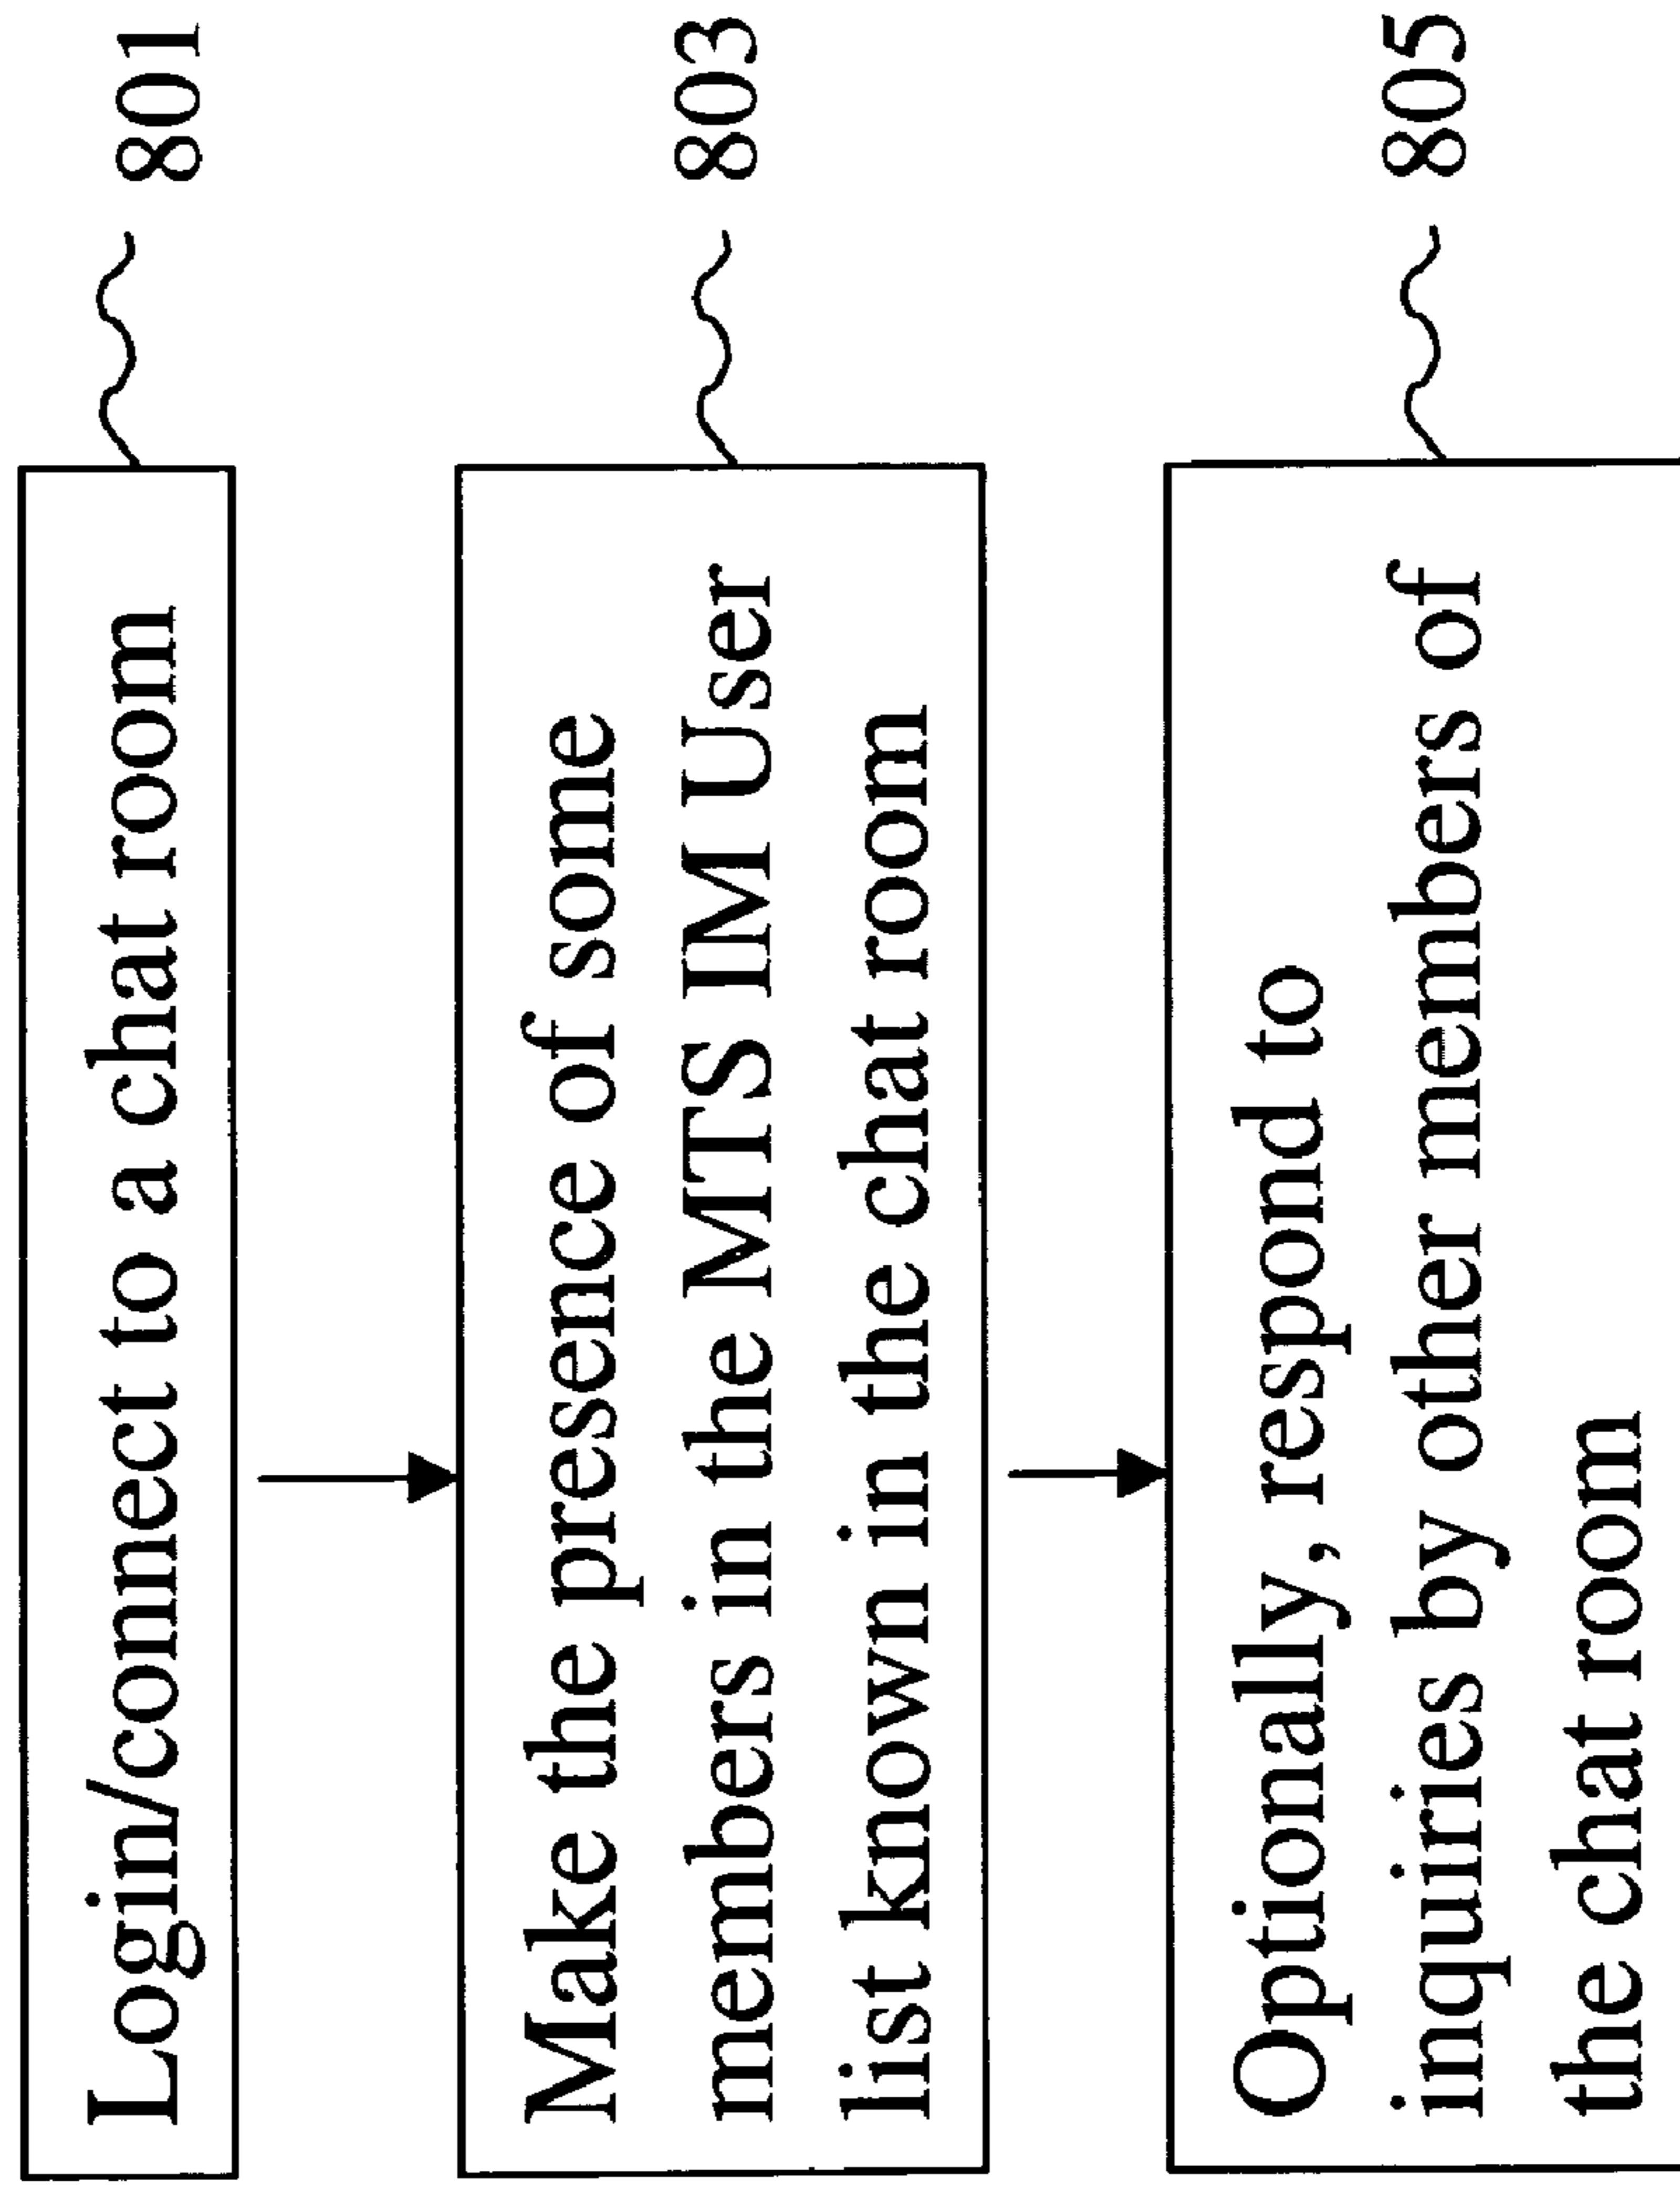 Login/connect to a chat room
801
Make the presence of some
members in the MTS IM User
list known in the chat room
803
Optionally, respond to
inquiries by other members of
the chat room
805